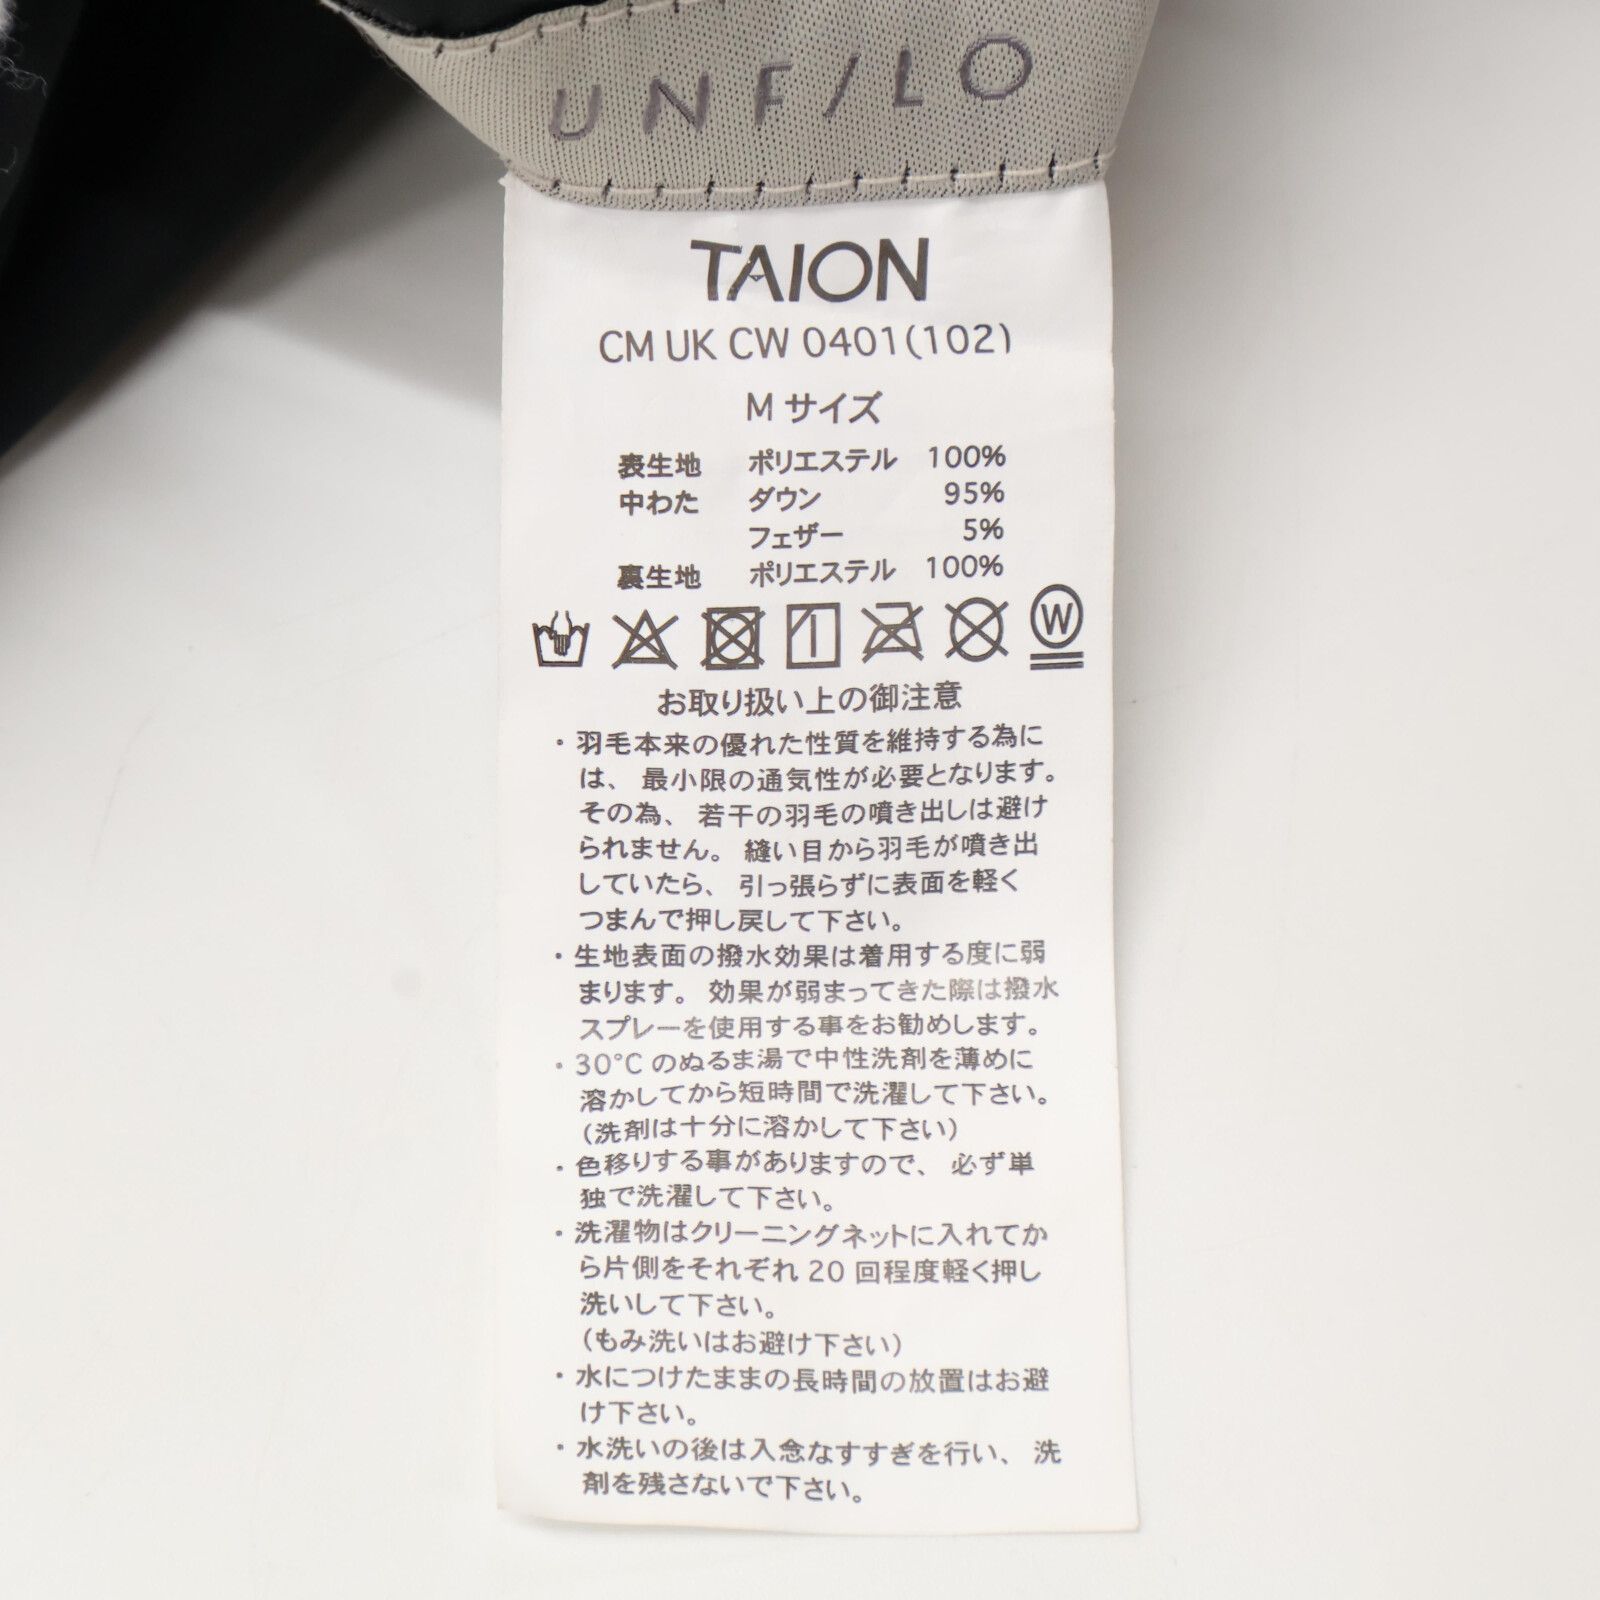 UNF/LO
TAION
CM UK CW 0401(102)
M サイズ
表生地 ポリエステル 100%
中わた ダウン 95%
フェザー 5%
裏生地 ポリエステル 100%
W
お取り扱い上の御注意
・羽毛本来の優れた性質を維持する為に
は、最小限の通気性が必要となります。
その為、若干の羽毛の噴き出しは避け
られません。縫い目から羽毛が噴き出
していたら、引っ張らずに表面を軽く
つまんで押し戻して下さい。
・生地表面の撥水効果は着用する度に弱
まります。効果が弱まってきた際は撥水
スプレーを使用する事をお勧めします。
・30°Cのぬるま湯で中性洗剤を薄めに
溶かしてから短時間で洗濯して下さい。
(洗剤は十分に溶かして下さい)
・色移りする事がありますので、必ず単
独で洗濯して下さい。
・洗濯物はクリーニングネットに入れてか
ら片側をそれぞれ 20 回程度軽く押し
洗いして下さい。
(もみ洗いはお避け下さい)
・水につけたままの長時間の放置はお避
け下さい。
・水洗いの後は入念なすすぎを行い、洗
剤を残さないで下さい。